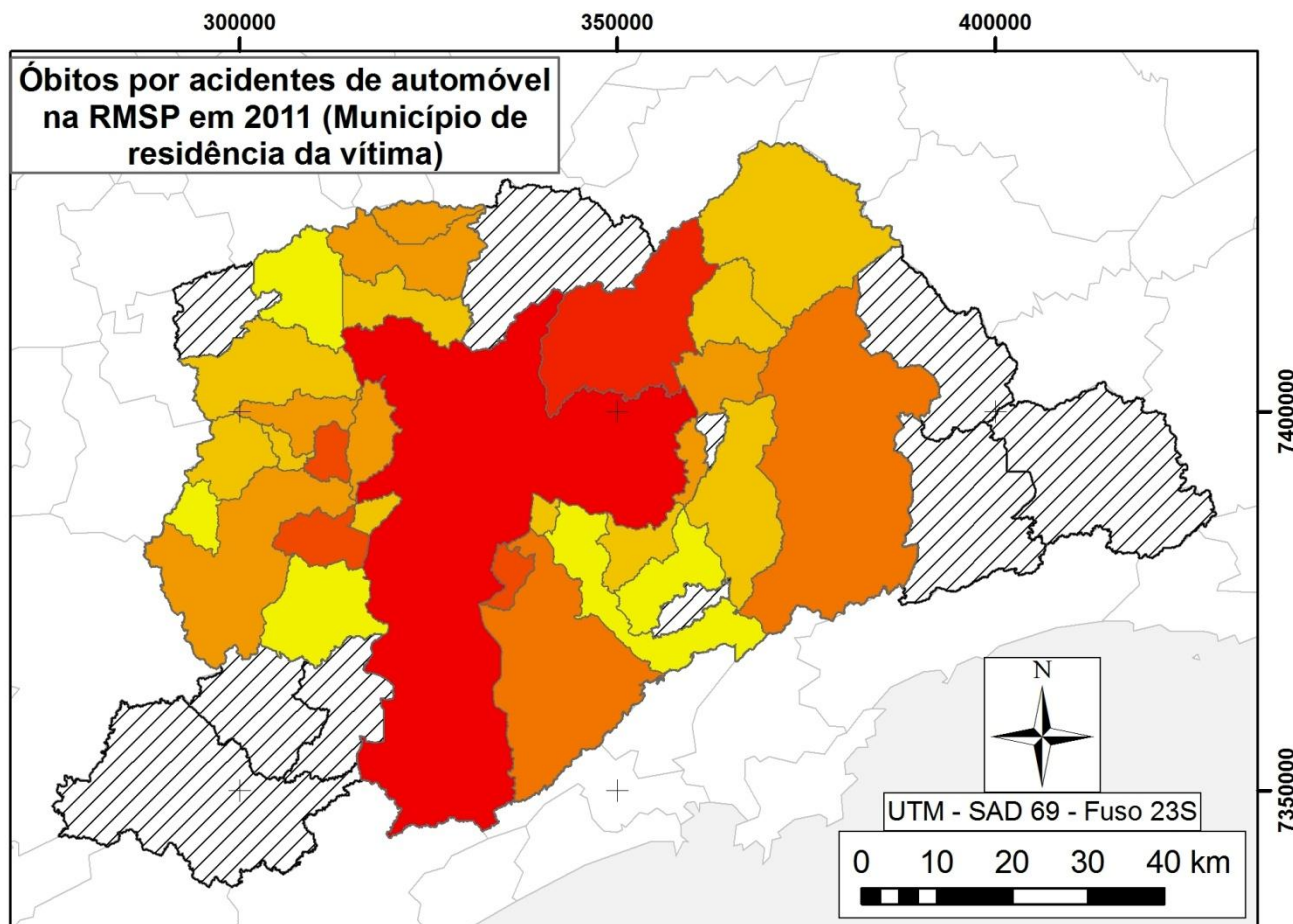 300000 350000 400000
Óbitos por acidentes de automóvel
na RMSP em 2011 (Município de
residência da vítima)
7400000
N
7350000
UTM - SAD 69 - Fuso 23S
0 10 20 30 40 km